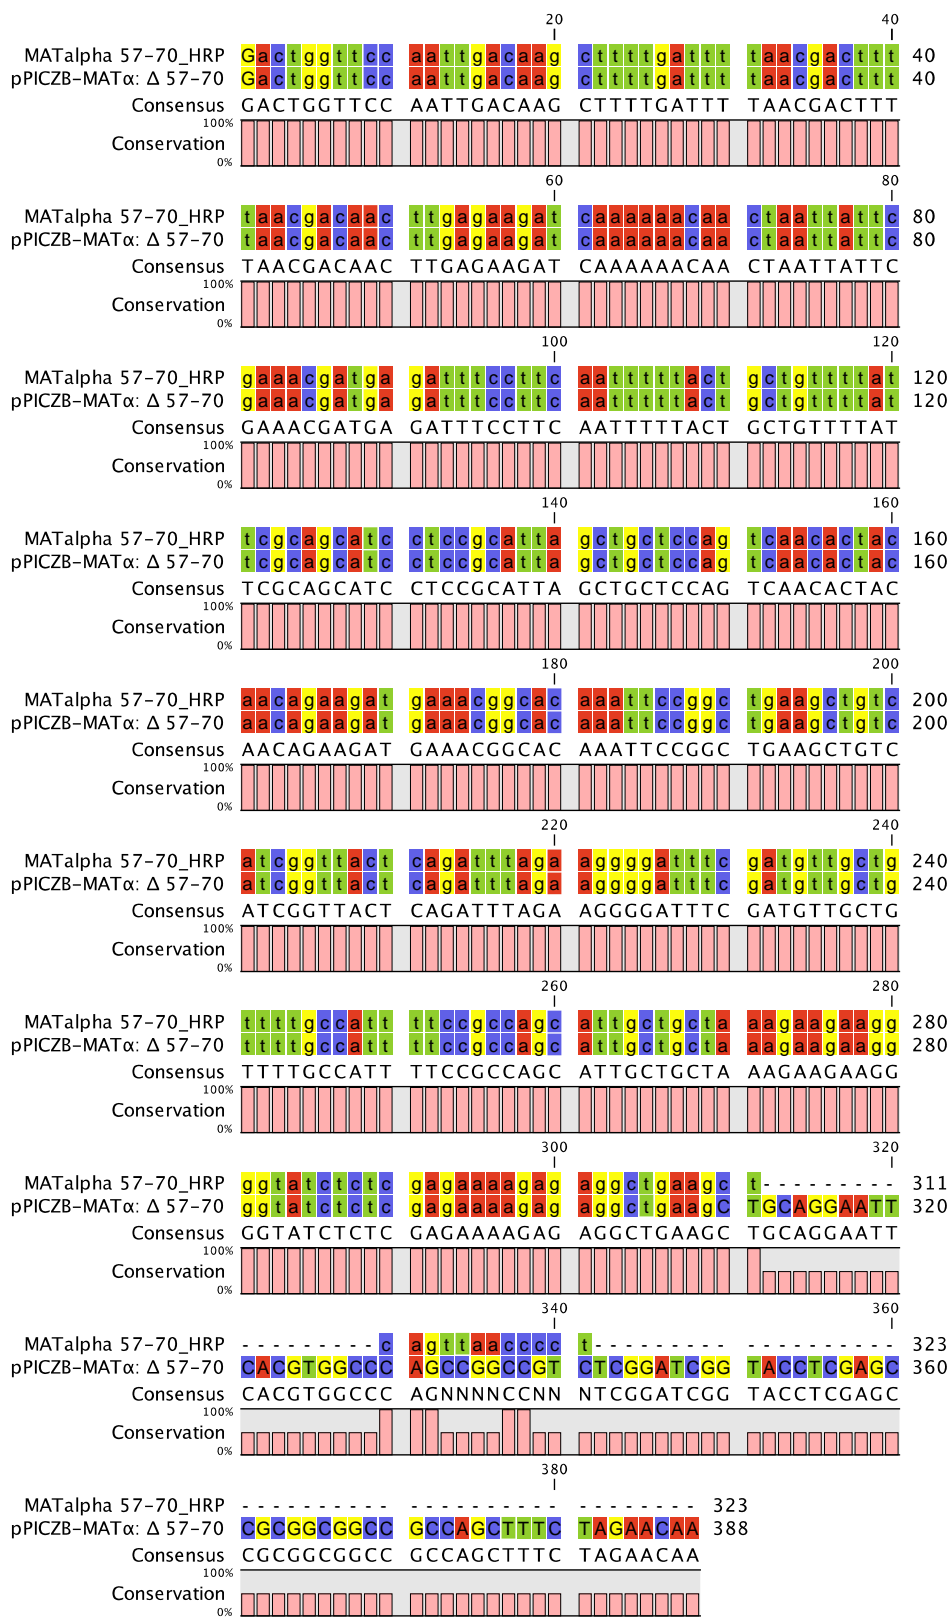 20 40
MATalpha 57-70_HRP Gactggttcc aattgacaag cttttgattt taacgacttt 40
pPICZB-MATα: Δ 57-70 Gactggttcc aattgacaag cttttgattt taacgacttt 40
Consensus GACTGGTTCC AATTGACAAG CTTTTGATTT TAACGACTTT
100%
Conservation
0%
60 80
MATalpha 57-70_HRP taacgacaac ttgagaagat caaaaaacaa ctaattattc 80
pPICZB-MATα: Δ 57-70 taacgacaac ttgagaagat caaaaaacaa ctaattattc 80
Consensus TAACGACAAC TTGAGAAGAT CAAAAAACAA CTAATTATTC
100%
Conservation
0%
100 120
MATalpha 57-70_HRP gaaacgatga gatttccttc aatttttact gctgttttat 120
pPICZB-MATα: Δ 57-70 gaaacgatga gatttccttc aatttttact gctgttttat 120
Consensus GAAACGATGA GATTTCCTTC AATTTTTACT GCTGTTTTAT
100%
Conservation
0%
140 160
MATalpha 57-70_HRP tcgcagcatc ctccgcatta gctgctccag tcaacactac 160
pPICZB-MATα: Δ 57-70 tcgcagcatc ctccgcatta gctgctccag tcaacactac 160
Consensus TCGCAGCATC CTCCGCATTA GCTGCTCCAG TCAACACTAC
100%
Conservation
0%
180 200
MATalpha 57-70_HRP aacagaagat gaaacggcac aaattccggc tgaagctgtc 200
pPICZB-MATα: Δ 57-70 aacagaagat gaaacggcac aaattccggc tgaagctgtc 200
Consensus AACAGAAGAT GAAACGGCAC AAATTCCGGC TGAAGCTGTC
100%
Conservation
0%
220 240
MATalpha 57-70_HRP atcggttact cagatttaga aggggatttc gatgttgctg 240
pPICZB-MATα: Δ 57-70 atcggttact cagatttaga aggggatttc gatgttgctg 240
Consensus ATCGGTTACT CAGATTTAGA AGGGGATTTC GATGTTGCTG
100%
Conservation
0%
260 280
MATalpha 57-70_HRP ttttgccatt ttccgccagc attgctgcta aagaagaagg 280
pPICZB-MATα: Δ 57-70 ttttgccatt ttccgccagc attgctgcta aagaagaagg 280
Consensus TTTTGCCATT TTCCGCCAGC ATTGCTGCTA AAGAAGAAGG
100%
Conservation
0%
300 320
MATalpha 57-70_HRP ggtatctctc gagaaaagag aggctgaagc t--------- 311
pPICZB-MATα: Δ 57-70 ggtatctctc gagaaaagag aggctgaagC TGCAGGAATT 320
Consensus GGTATCTCTC GAGAAAAGAG AGGCTGAAGC TGCAGGAATT
100%
Conservation
0%
340 360
MATalpha 57-70_HRP ---------c agttaacccc t--------- ---------- 323
pPICZB-MATα: Δ 57-70 CACGTGGCCC AGCCGGCCGT CTCGGATCGG TACCTCGAGC 360
Consensus CACGTGGCCC AGNNNNCCNN NTCGGATCGG TACCTCGAGC
100%
Conservation
0%
380
MATalpha 57-70_HRP ---------- ---------- -------- 323
pPICZB-MATα: Δ 57-70 CGCGGCGGCC GCCAGCTTTC TAGAACAA 388
Consensus CGCGGCGGCC GCCAGCTTTC TAGAACAA
100%
Conservation
0%